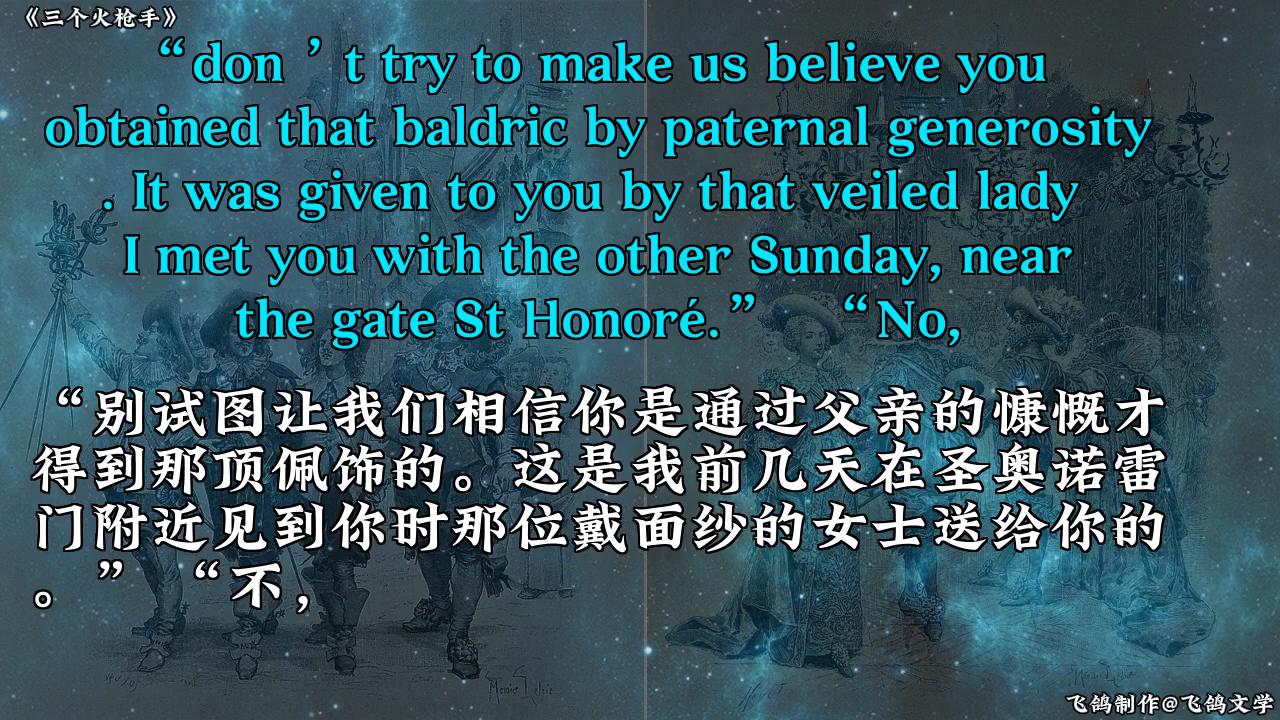 《三个火枪手》
“don ’ t try to make us believe you
obtained that baldric by paternal generosity
. It was given to you by that veiled lady
I met you with the other Sunday, near
the gate St Honoré.” “No,
“别试图让我们相信你是通过父亲的慷慨才
得到那顶佩饰的。这是我前几天在圣奥诺雷
门附近见到你时那位戴面纱的女士送给你的
。” “不，
飞鸽制作@飞鸽文学